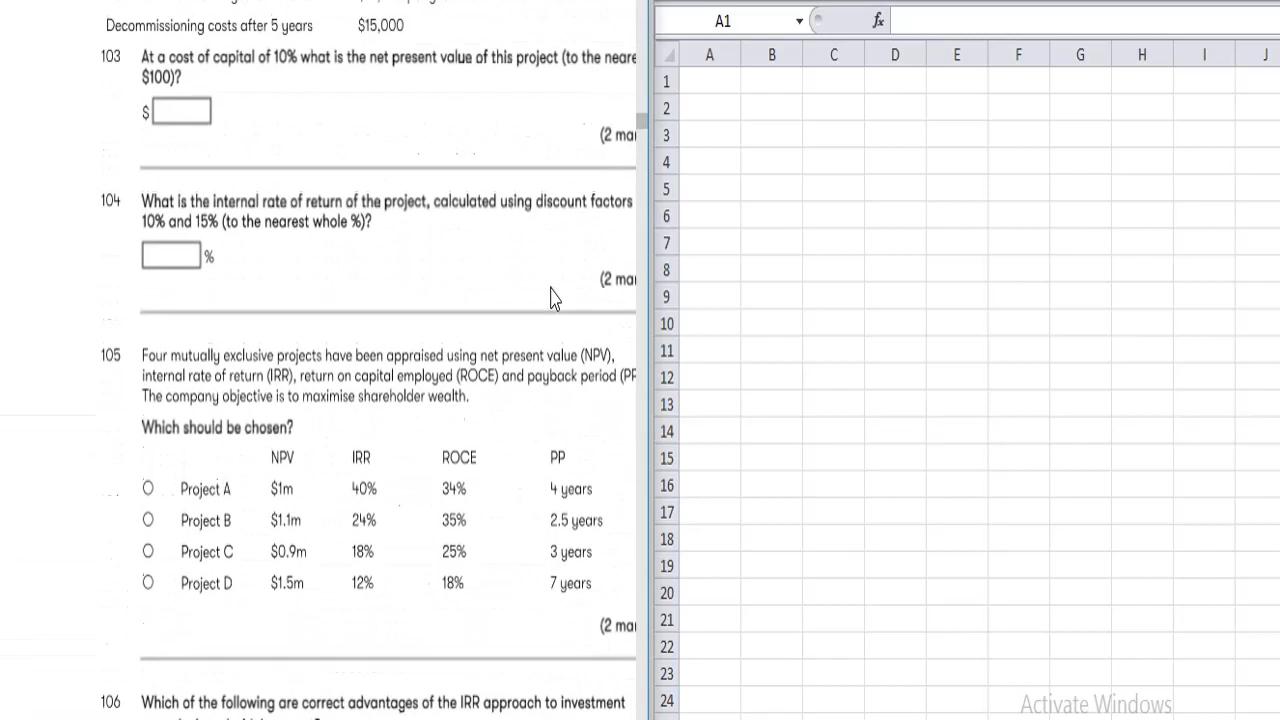 Decommissioning costs after 5 years $15,000
103 At a cost of capital of 10% what is the net present value of this project (to the neare
$100)?
$
(2 mar
104 What is the internal rate of return of the project, calculated using discount factors
10% and 15% (to the nearest whole %)?
%
(2 mar
105 Four mutually exclusive projects have been appraised using net present value (NPV),
internal rate of return (IRR), return on capital employed (ROCE) and payback period (PP
The company objective is to maximise shareholder wealth.
Which should be chosen?
NPV IRR ROCE PP
Project A $1m 40% 34% 4 years
Project B $1.1m 24% 35% 2.5 years
Project C $0.9m 18% 25% 3 years
Project D $1.5m 12% 18% 7 years
(2 mar
106 Which of the following are correct advantages of the IRR approach to investment
A1 fx
A B C D E F G H I J
1
2
3
4
5
6
7
8
9
10
11
12
13
14
15
16
17
18
19
20
21
22
23
24
Activate Windows